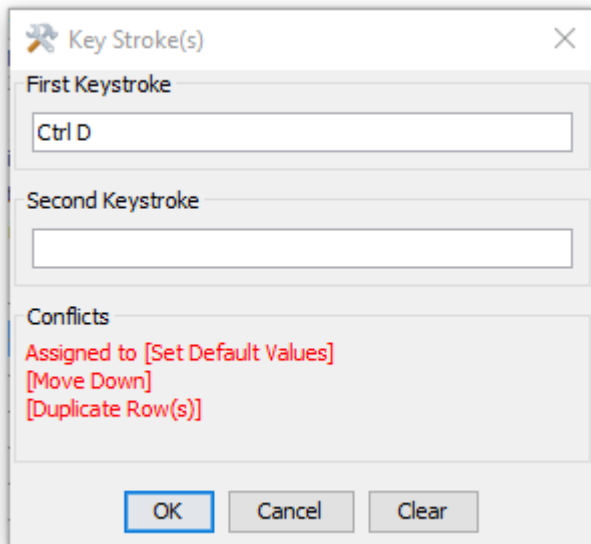 Key Stroke(s)
First Keystroke
Ctrl D
Second Keystroke
Conflicts
Assigned to [Set Default Values]
[Move Down]
[Duplicate Row(s)]
OK Cancel Clear